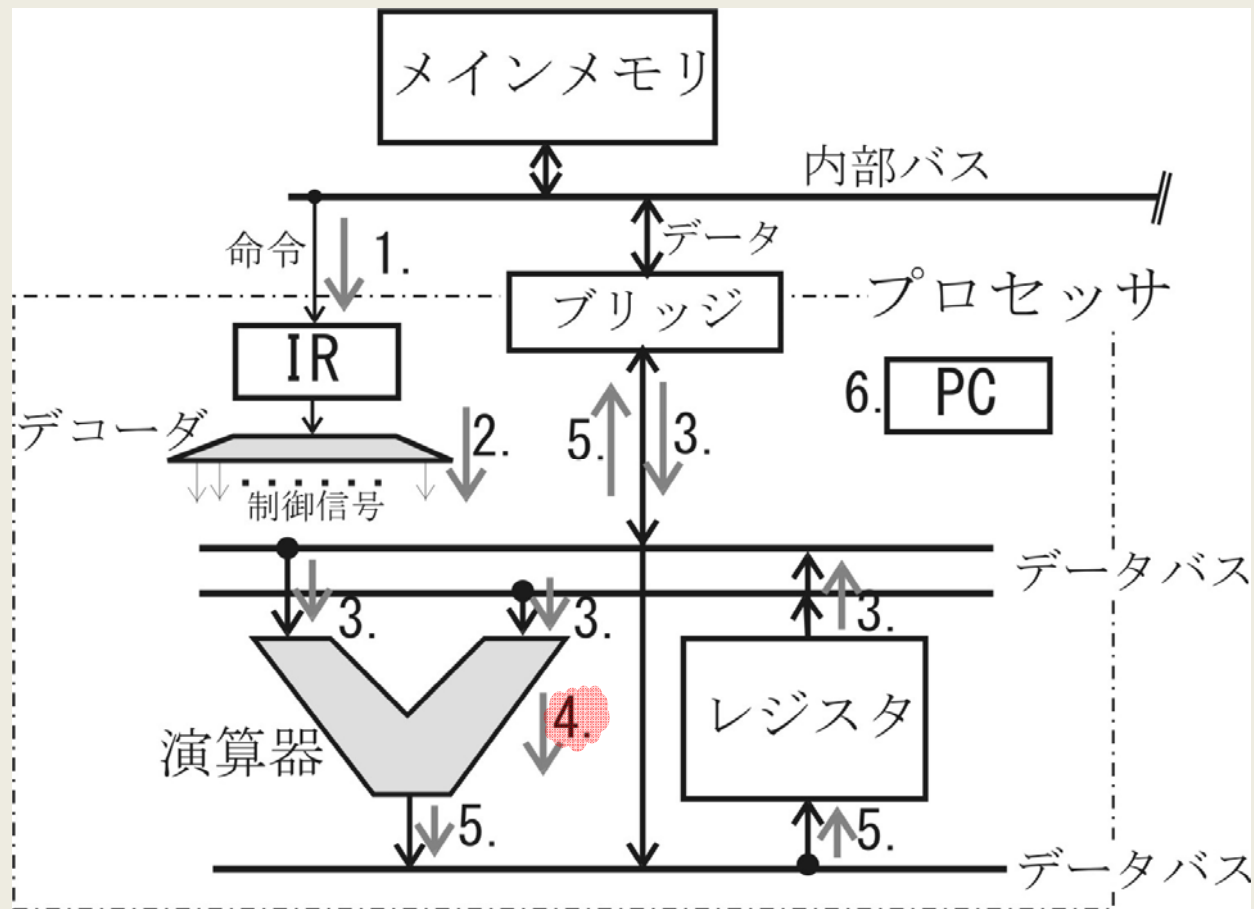 メインメモリ
内部バス
命令
1.
データ
プロセッサ
ブリッジ
IR
6.
PC
デコーダ
2.
5.
3.
制御信号
データバス
3.
3.
3.
4.
レジスタ
演算器
5.
5.
データバス